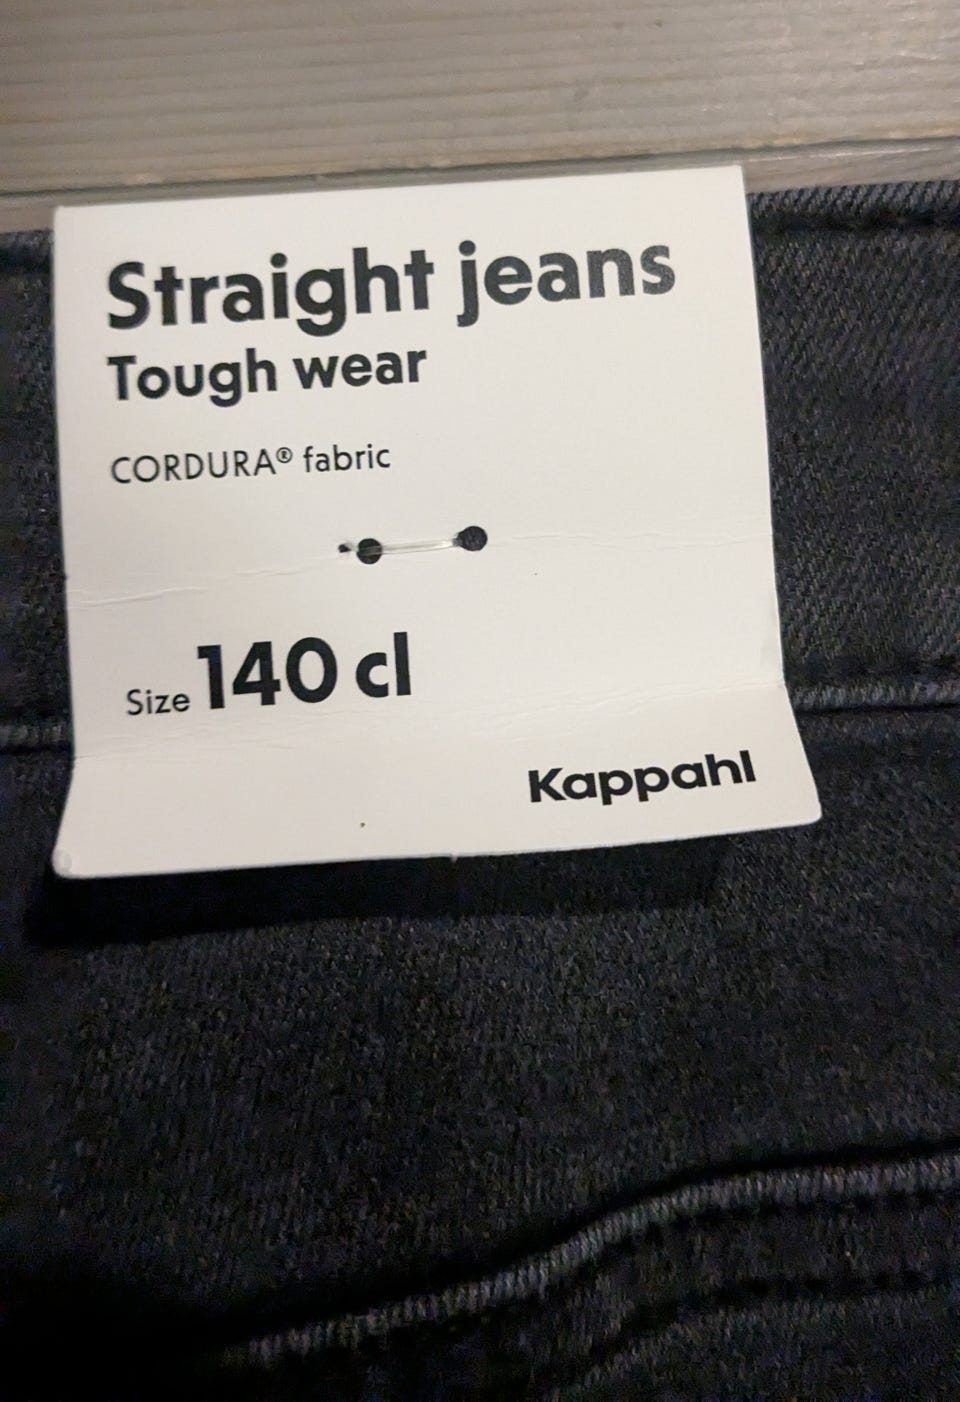 Straight jeans
Tough wear
CORDURA® fabric
Size 140 cl
Kappahl